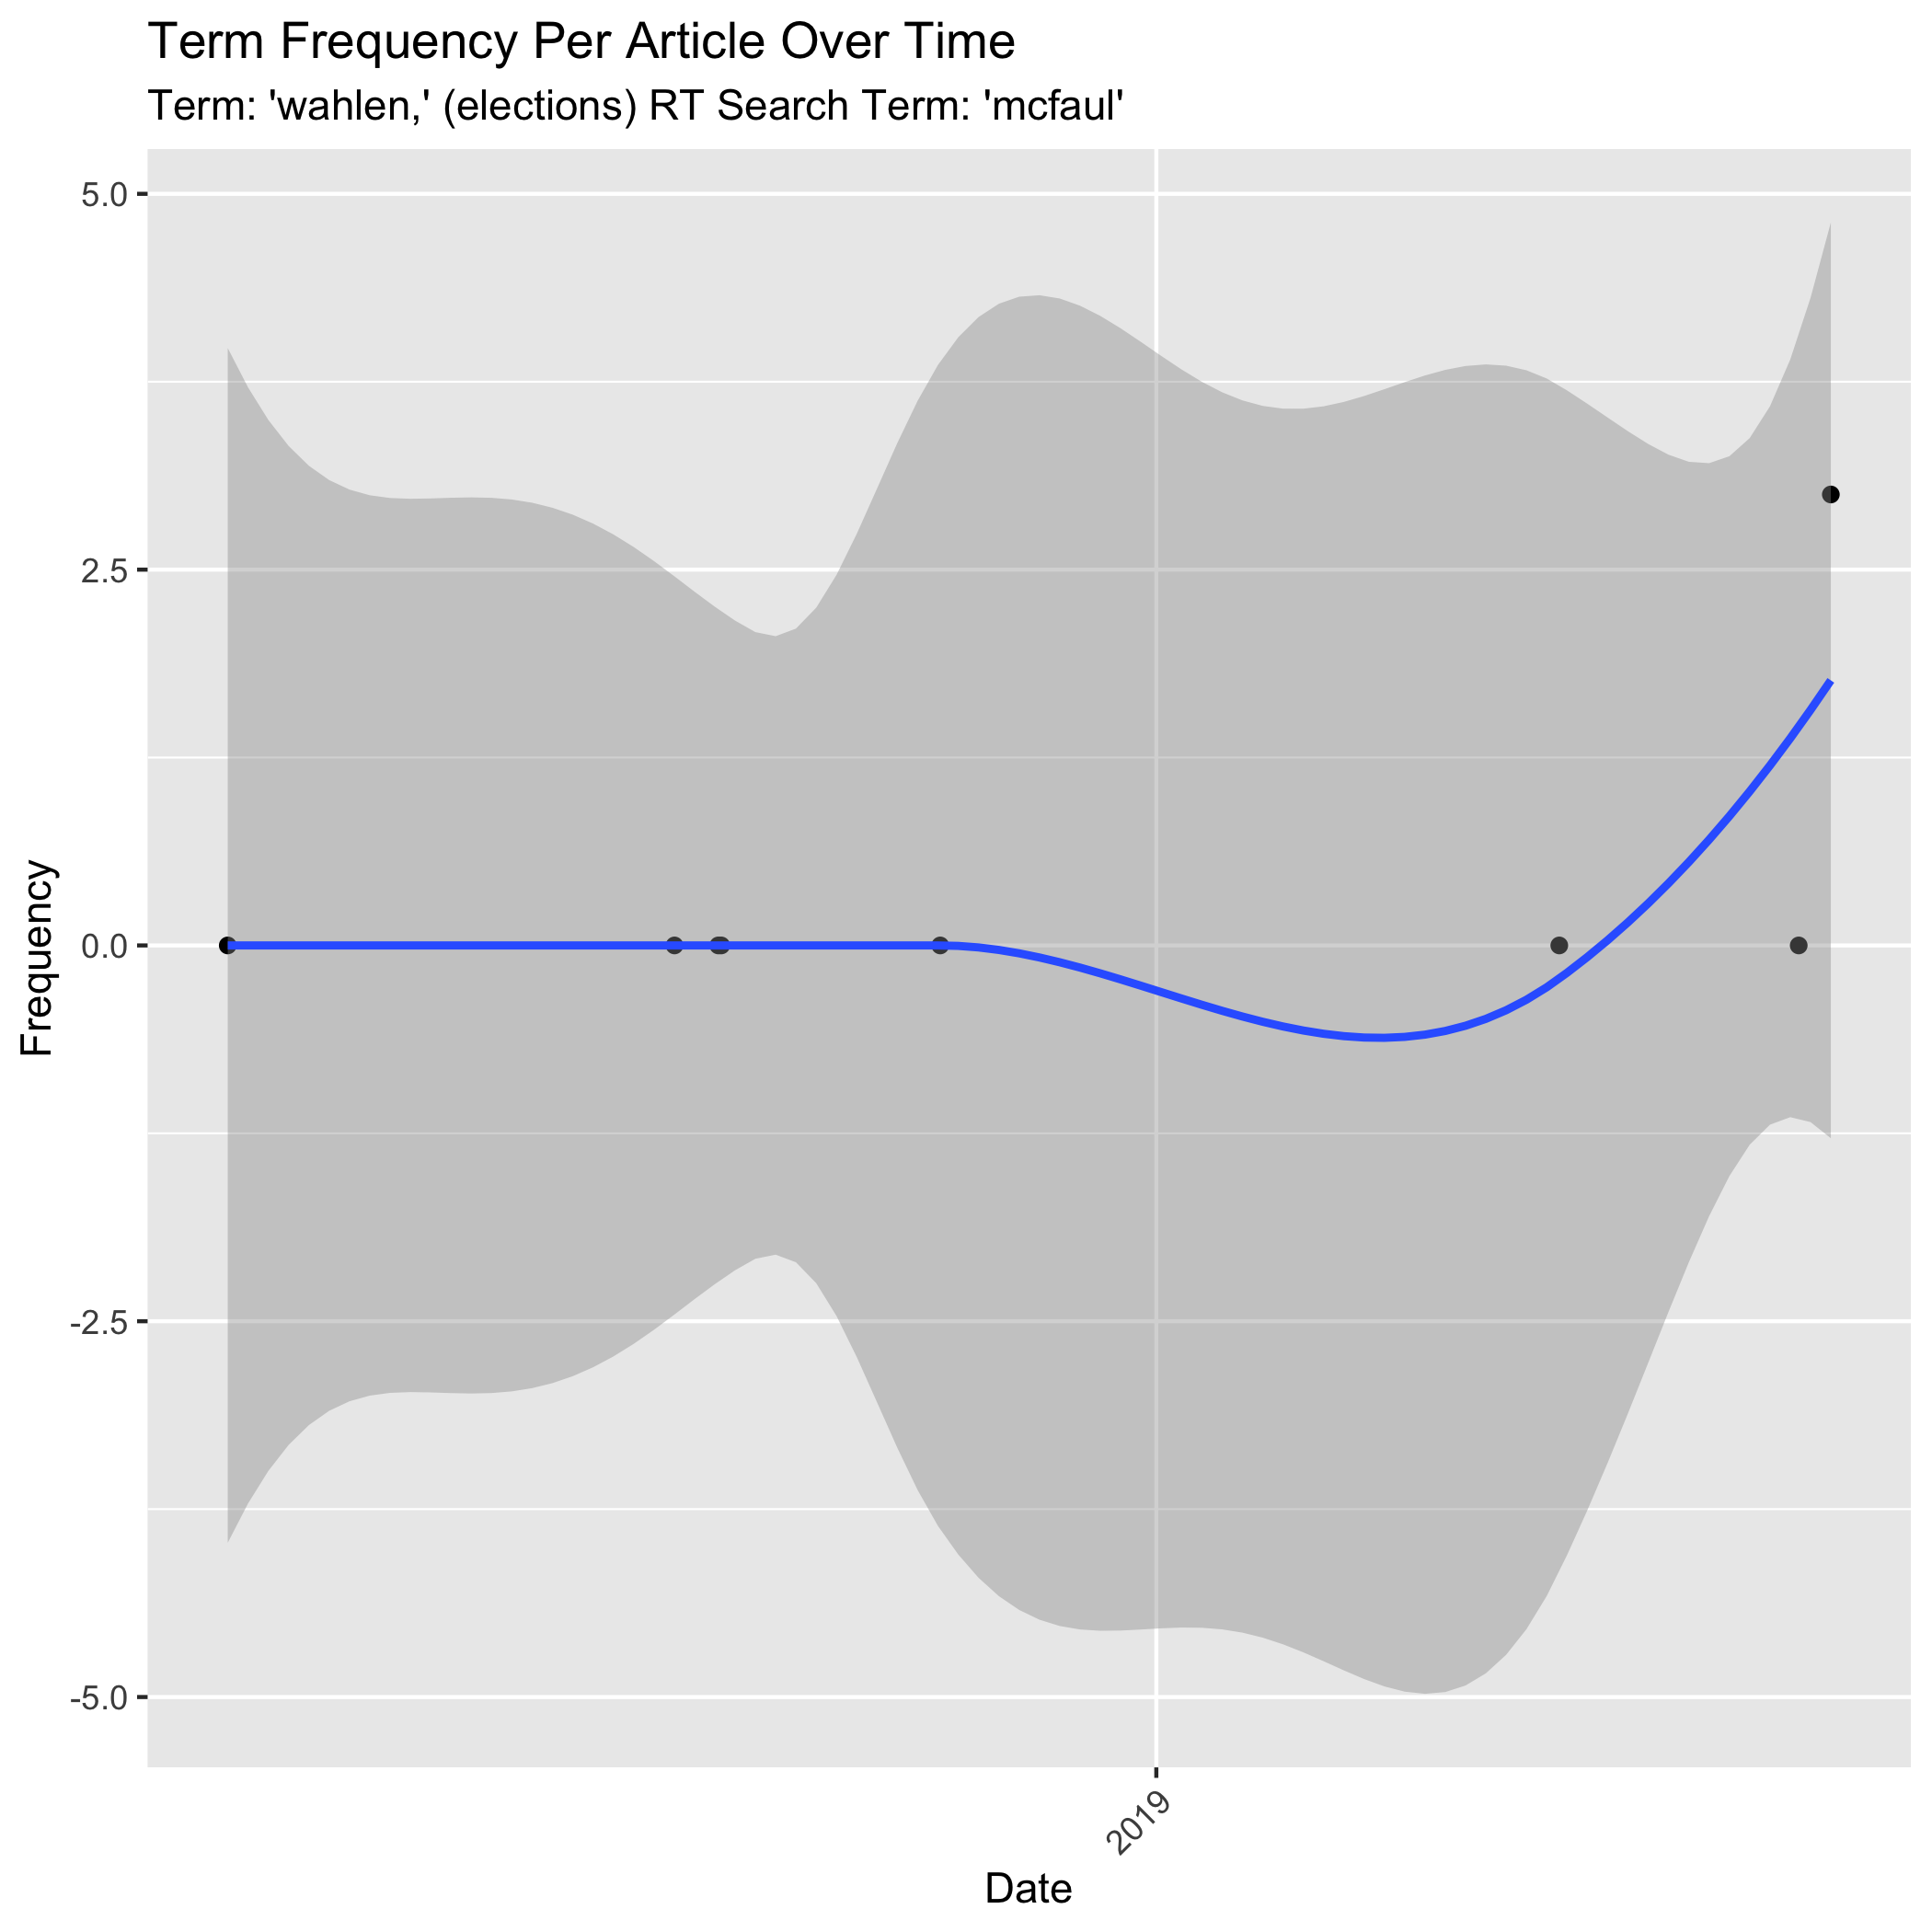 Term Frequency Per Article Over Time
Term: 'wahlen,' (elections) RT Search Term: 'mcfaul'
5.0
2.5
0.0
-2.5
-5.0
Frequency
2019
Date